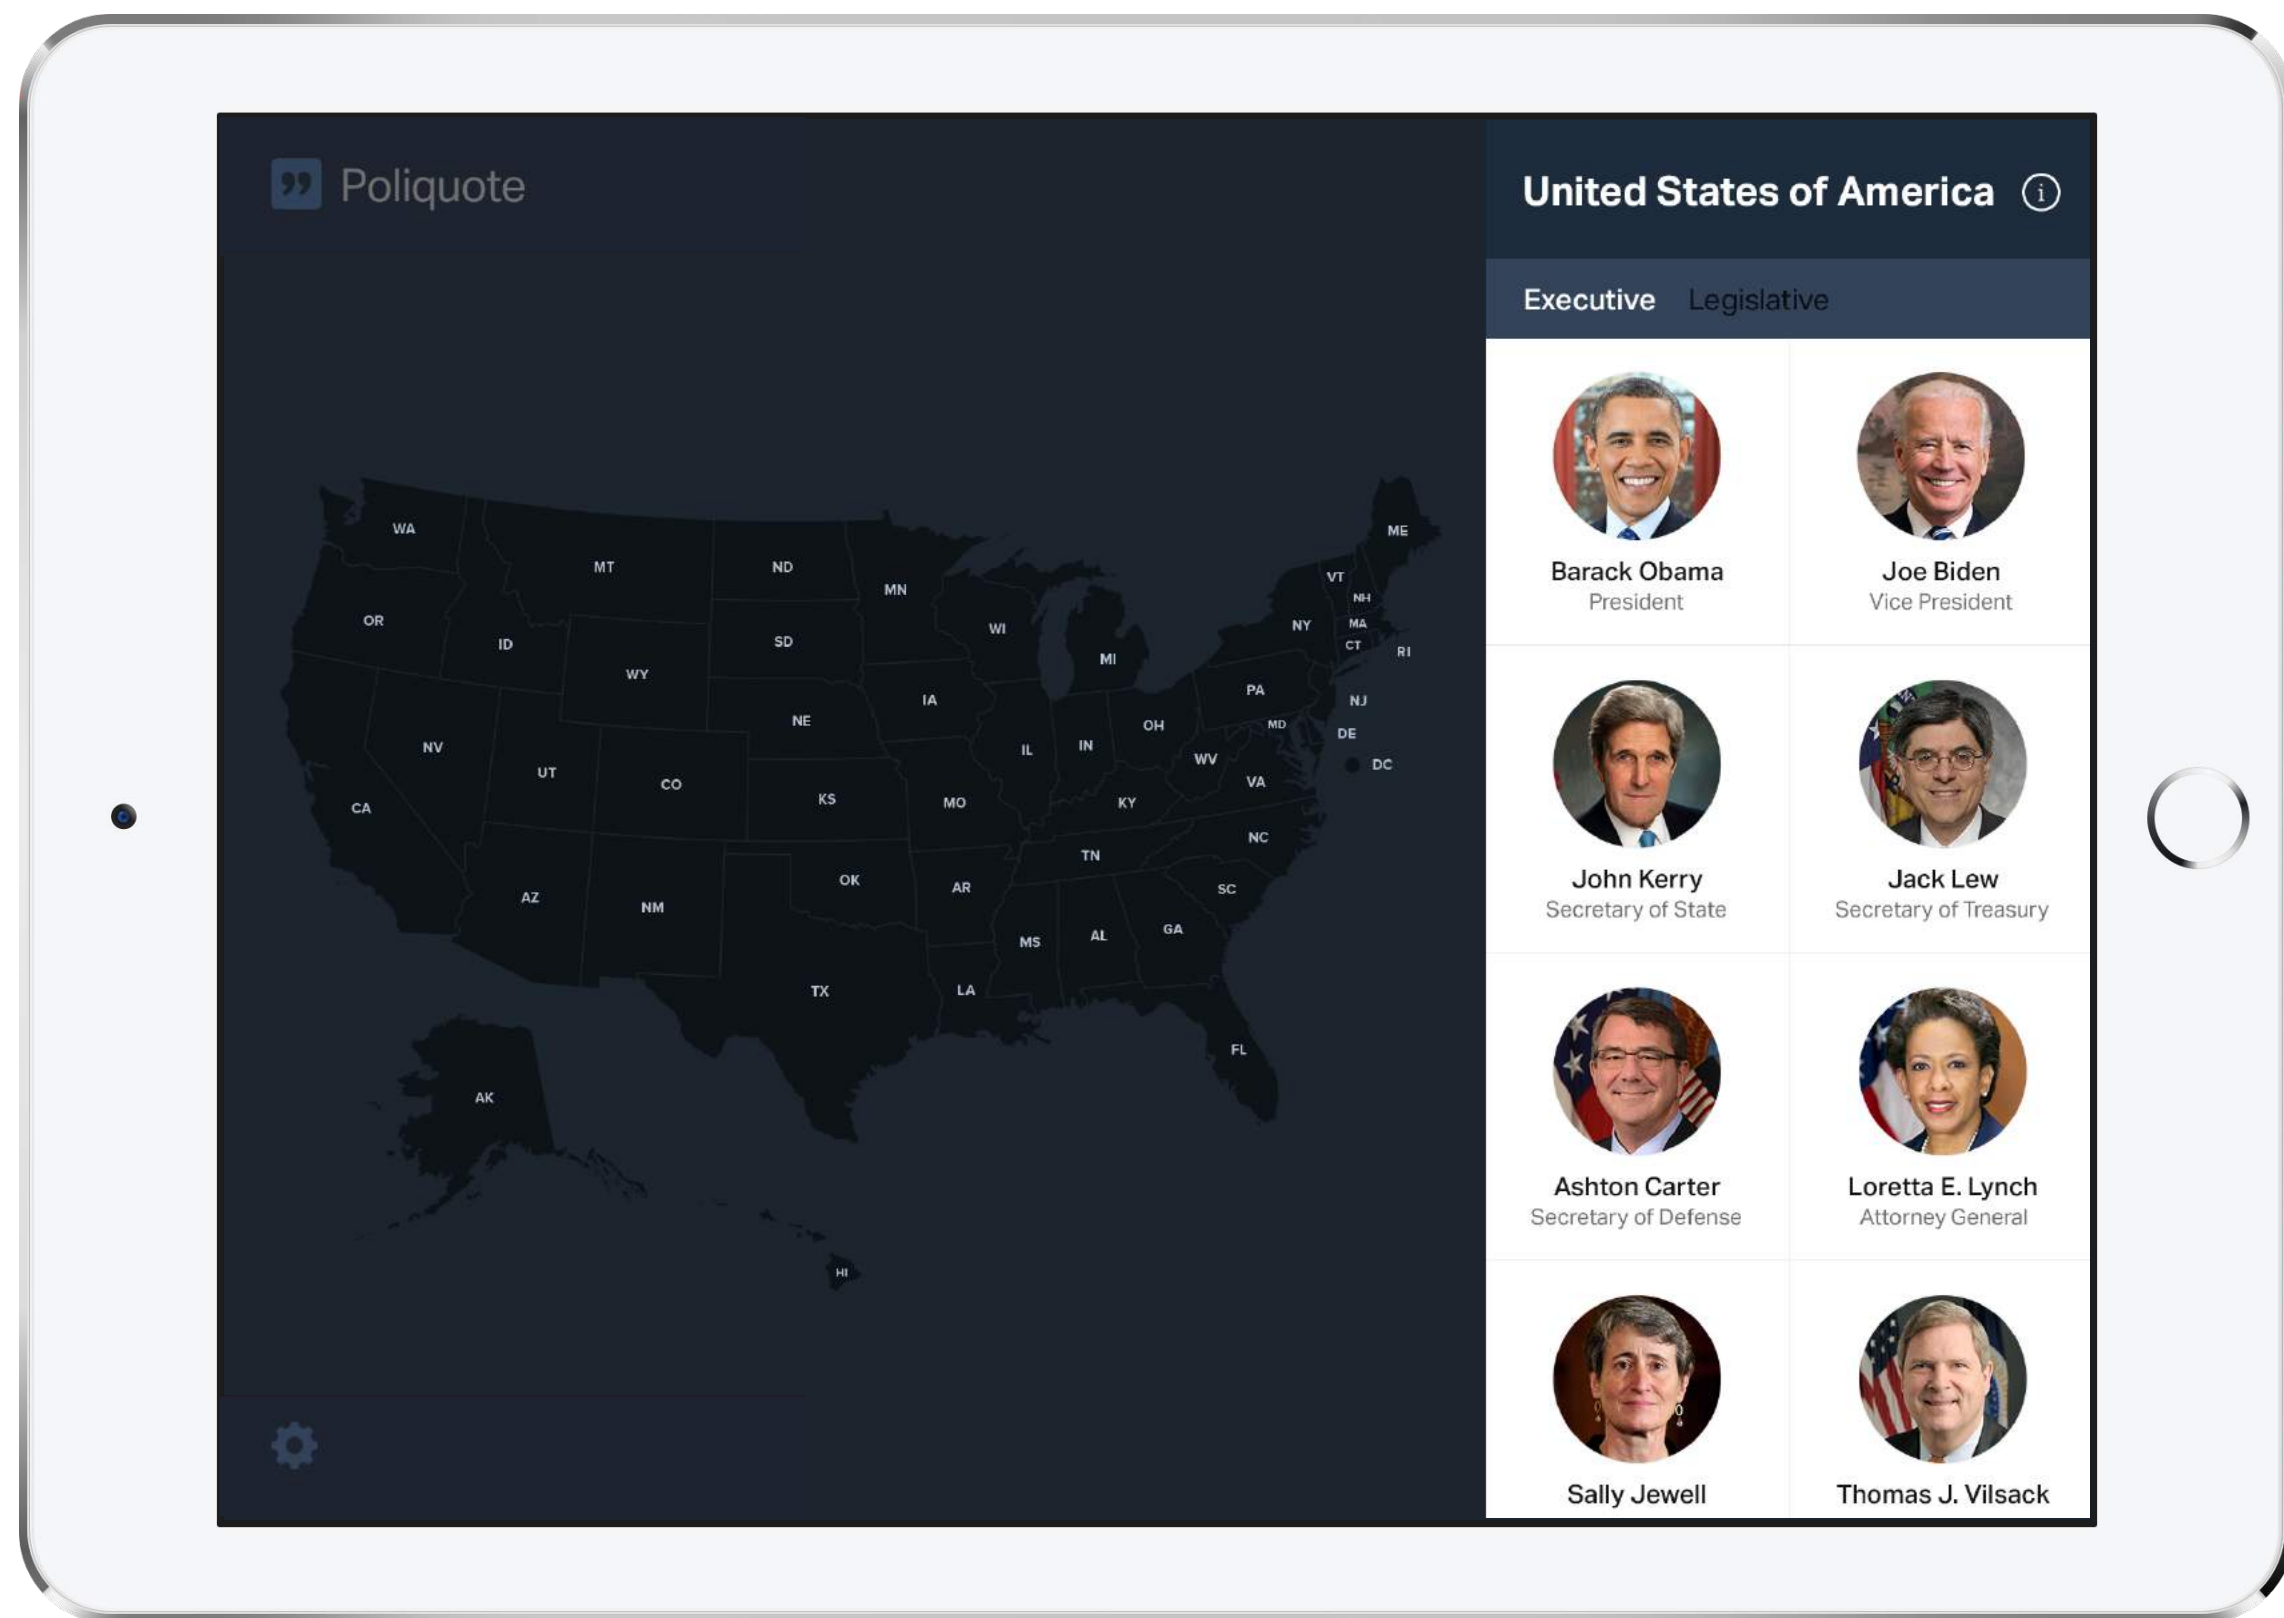 Poliquote
United States of America
Executive Legislative
Barack Obama
President
Joe Biden
Vice President
John Kerry
Secretary of State
Jack Lew
Secretary of Treasury
Ashton Carter
Secretary of Defense
Loretta E. Lynch
Attorney General
Sally Jewell
Thomas J. Vilsack
WA
MT
ND
MN
ME
VT
NH
OR
ID
SD
WI
NY
MA
CT
RI
MI
WY
IA
PA
NJ
NE
OH
MD
DE
NV
UT
CO
IL
IN
WV
DC
VA
CA
KS
MO
KY
NC
TN
AZ
NM
OK
AR
SC
MS
AL
GA
TX
LA
FL
AK
HI